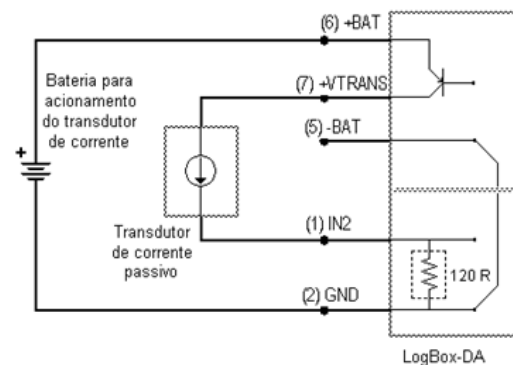 (6) +BAT
Bateria para
acionamento
do transdutor
de corrente
+
(7) +VTRANS
(5) -BAT
Transdutor
de corrente
passivo
(1) IN2
120 R
(2) GND
LogBox-DA